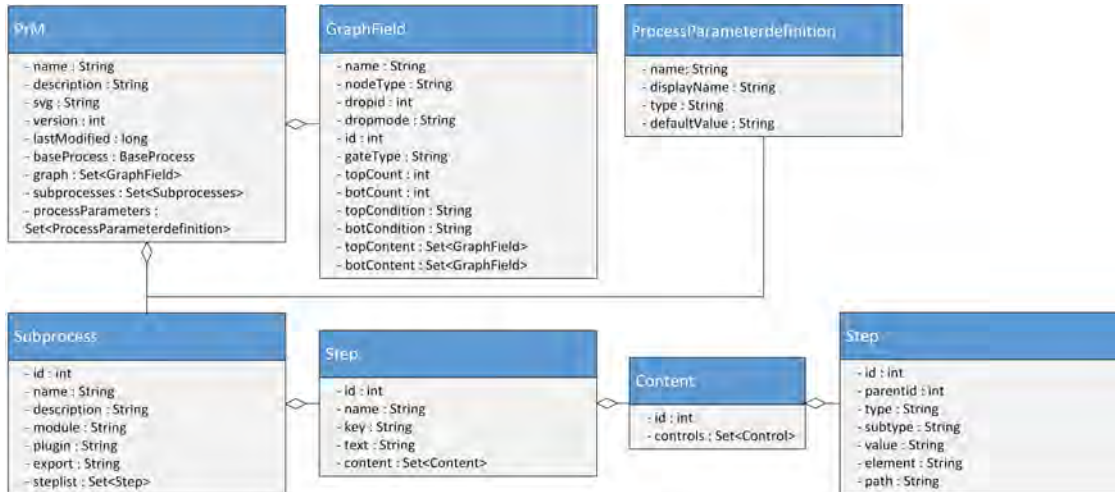 PrM
- name : String
- description : String
- svg : String
- version : int
- lastModified : long
- baseProcess : BaseProcess
- graph : Set<GraphField>
- subprocesses : Set<Subprocesses>
- processParameters :
Set<ProcessParameterdefinition>
GraphField
- name : String
- nodeType : String
- dropid : int
- dropmode : String
- id : int
- gateType : String
- topCount : int
- botCount : int
- topCondition : String
- botCondition : String
- topContent : Set<GraphField>
- botContent : Set<GraphField>
ProcessParameterdefinition
- name: String
- displayName : String
- type : String
- defaultValue : String
Subprocess
- id : int
- name : String
- description : String
- module : String
- plugin : String
- export : String
- steplist : Set<Step>
Step
- id : int
- name : String
- key : String
- text : String
- content : Set<Content>
Content
- id : int
- controls : Set<Control>
Step
- id : int
- parentid : int
- type : String
- subtype : String
- value : String
- element : String
- path : String